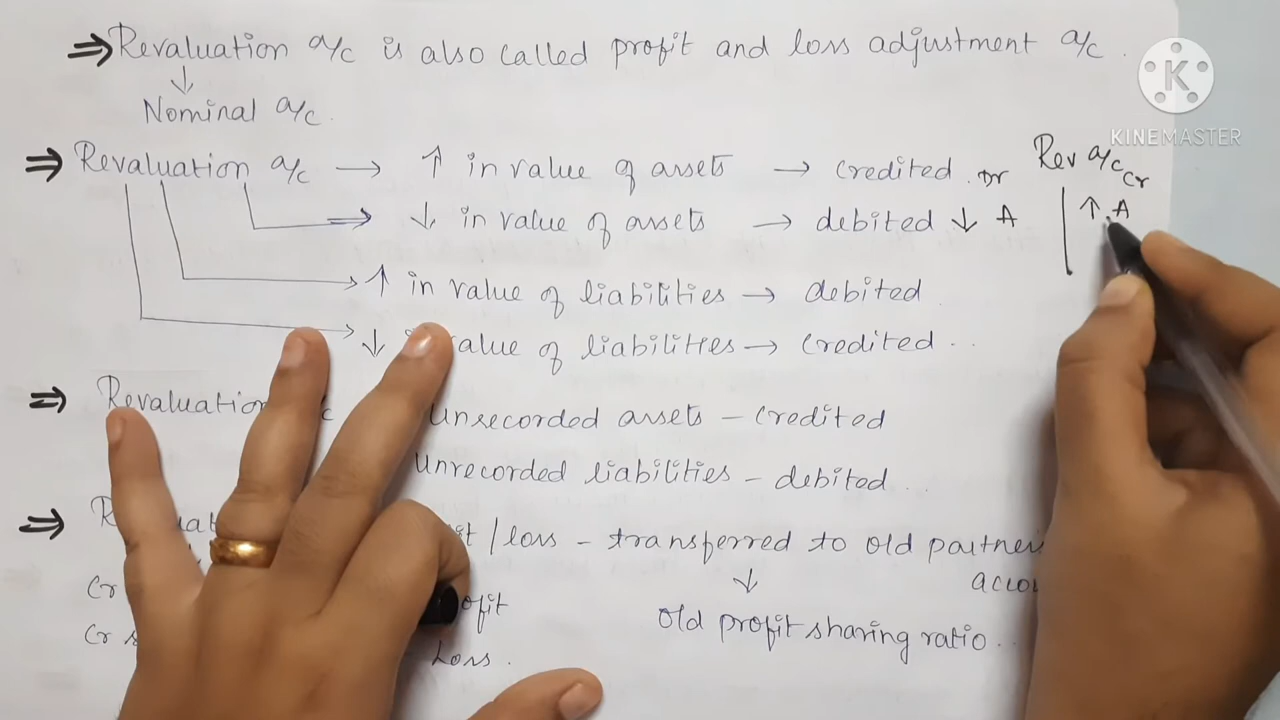 ⇒ Revaluation a/c is also called profit and loss adjustment a/c .
K
KINEMASTER
↓
Nominal a/c .
⇒ Revaluation a/c → ↑ in value of assets → credited .
Rev a/c
Dr Cr
↓ in value of assets → debited
↓ A ↑ A
↑ in value of liabilities → debited
↓ value of liabilities → credited ..
⇒ Revaluation unrecorded assets - credited
unrecorded liabilities - debited ..
⇒ / loss - transferred to old partner
↓
Cr
Old profit sharing ratio ..
Cr
Loss .